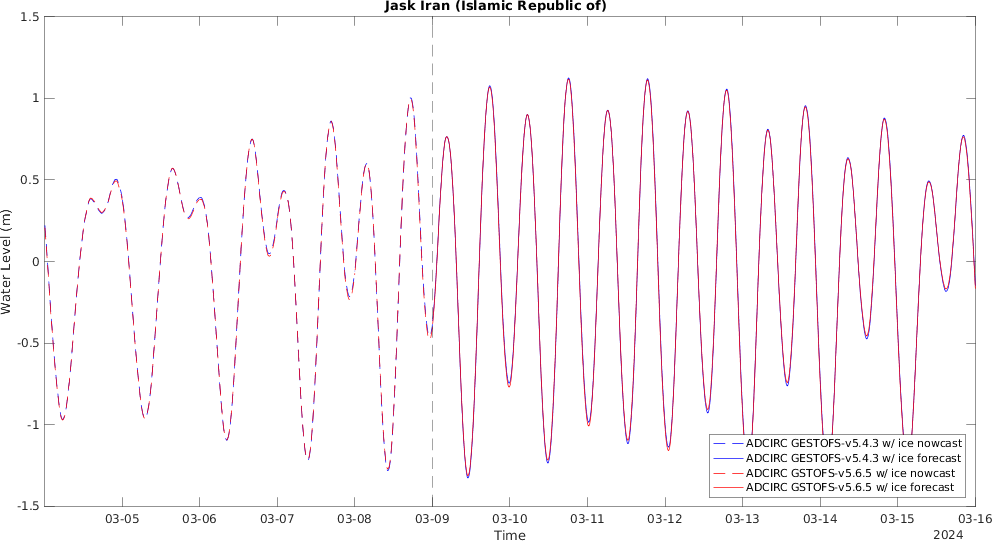 Jask Iran (Islamic Republic of)
1.5
1
0.5
0
-0.5
-1
-1.5
Water Level (m)
ADCIRC GESTOFS-v5.4.3 w/ ice nowcast
ADCIRC GESTOFS-v5.4.3 w/ ice forecast
ADCIRC GSTOFS-v5.6.5 w/ ice nowcast
ADCIRC GSTOFS-v5.6.5 w/ ice forecast
03-05 03-06 03-07 03-08 03-09 03-10 03-11 03-12 03-13 03-14 03-15 03-16
Time
2024